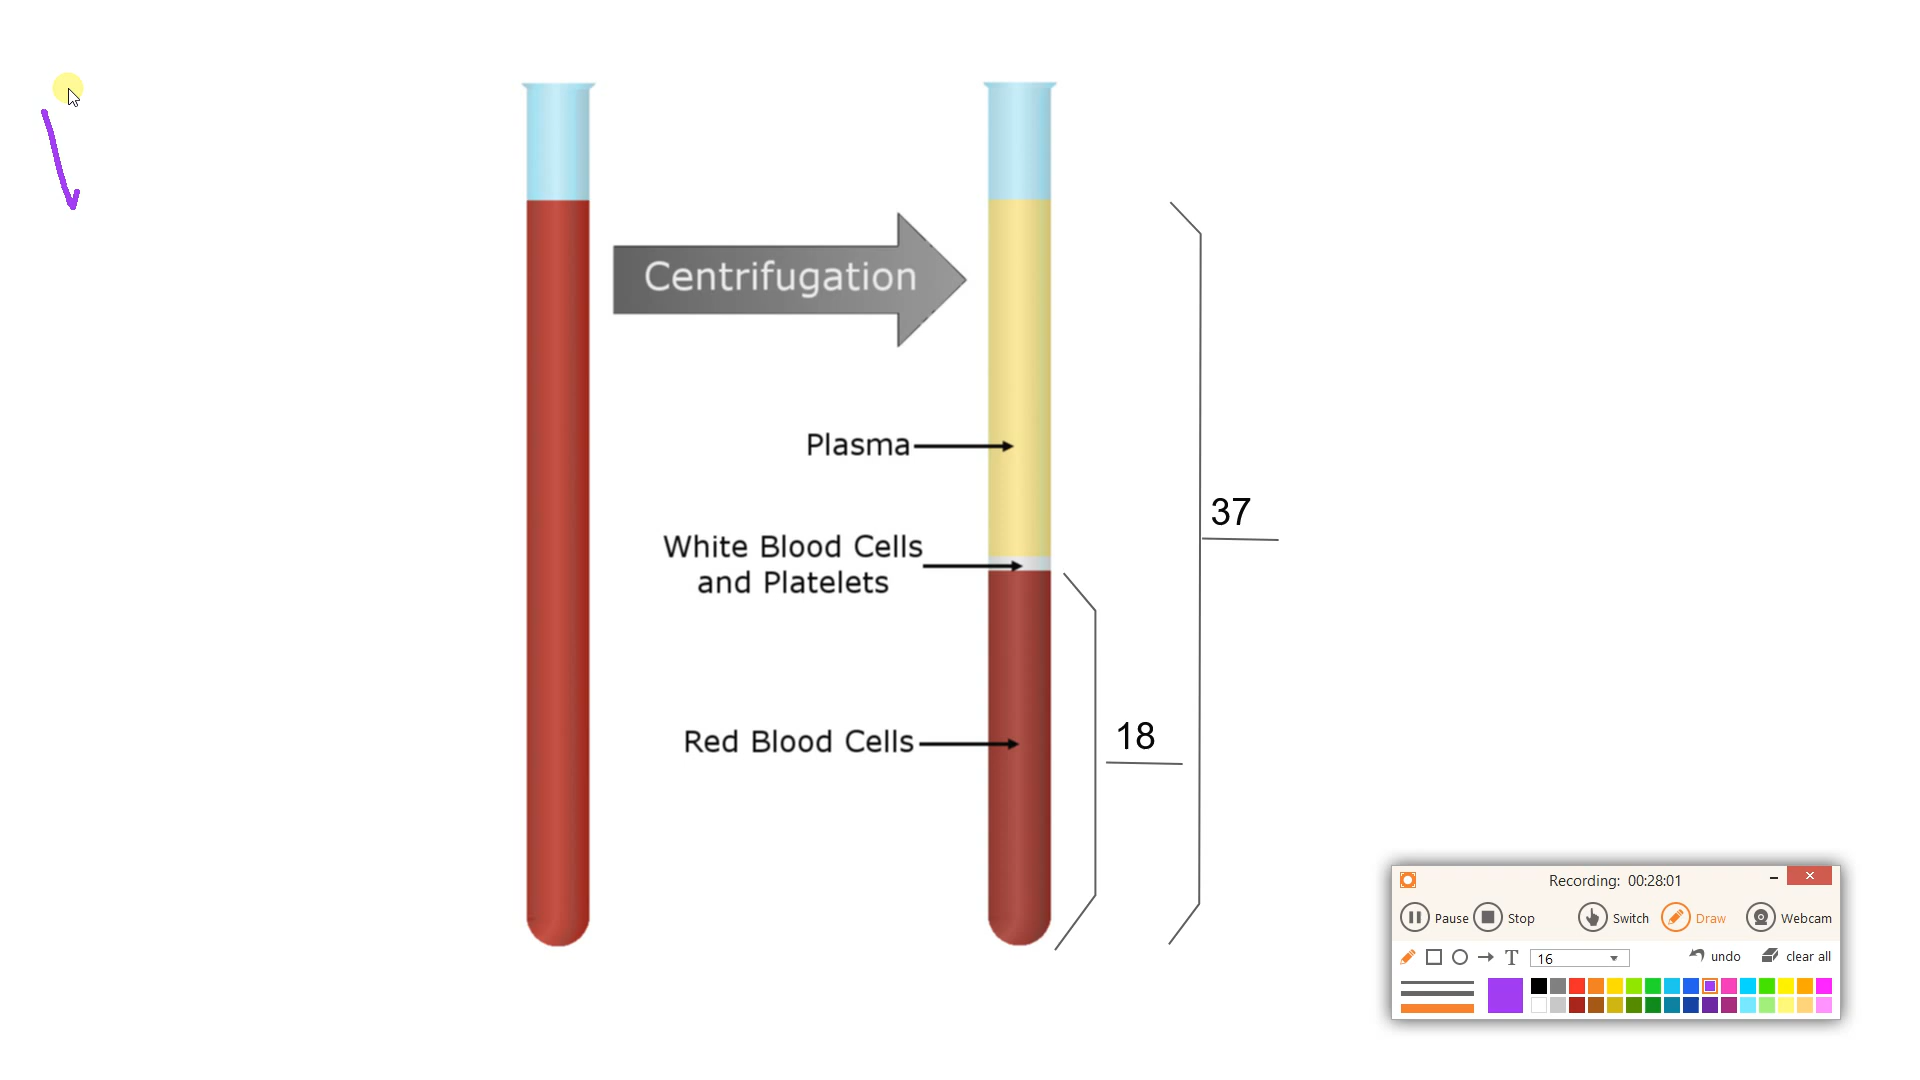 Centrifugation
Plasma
White Blood Cells
and Platelets
Red Blood Cells
37
18
Recording: 00:28:01
Pause Stop Switch Draw Webcam
T 16 undo clear all